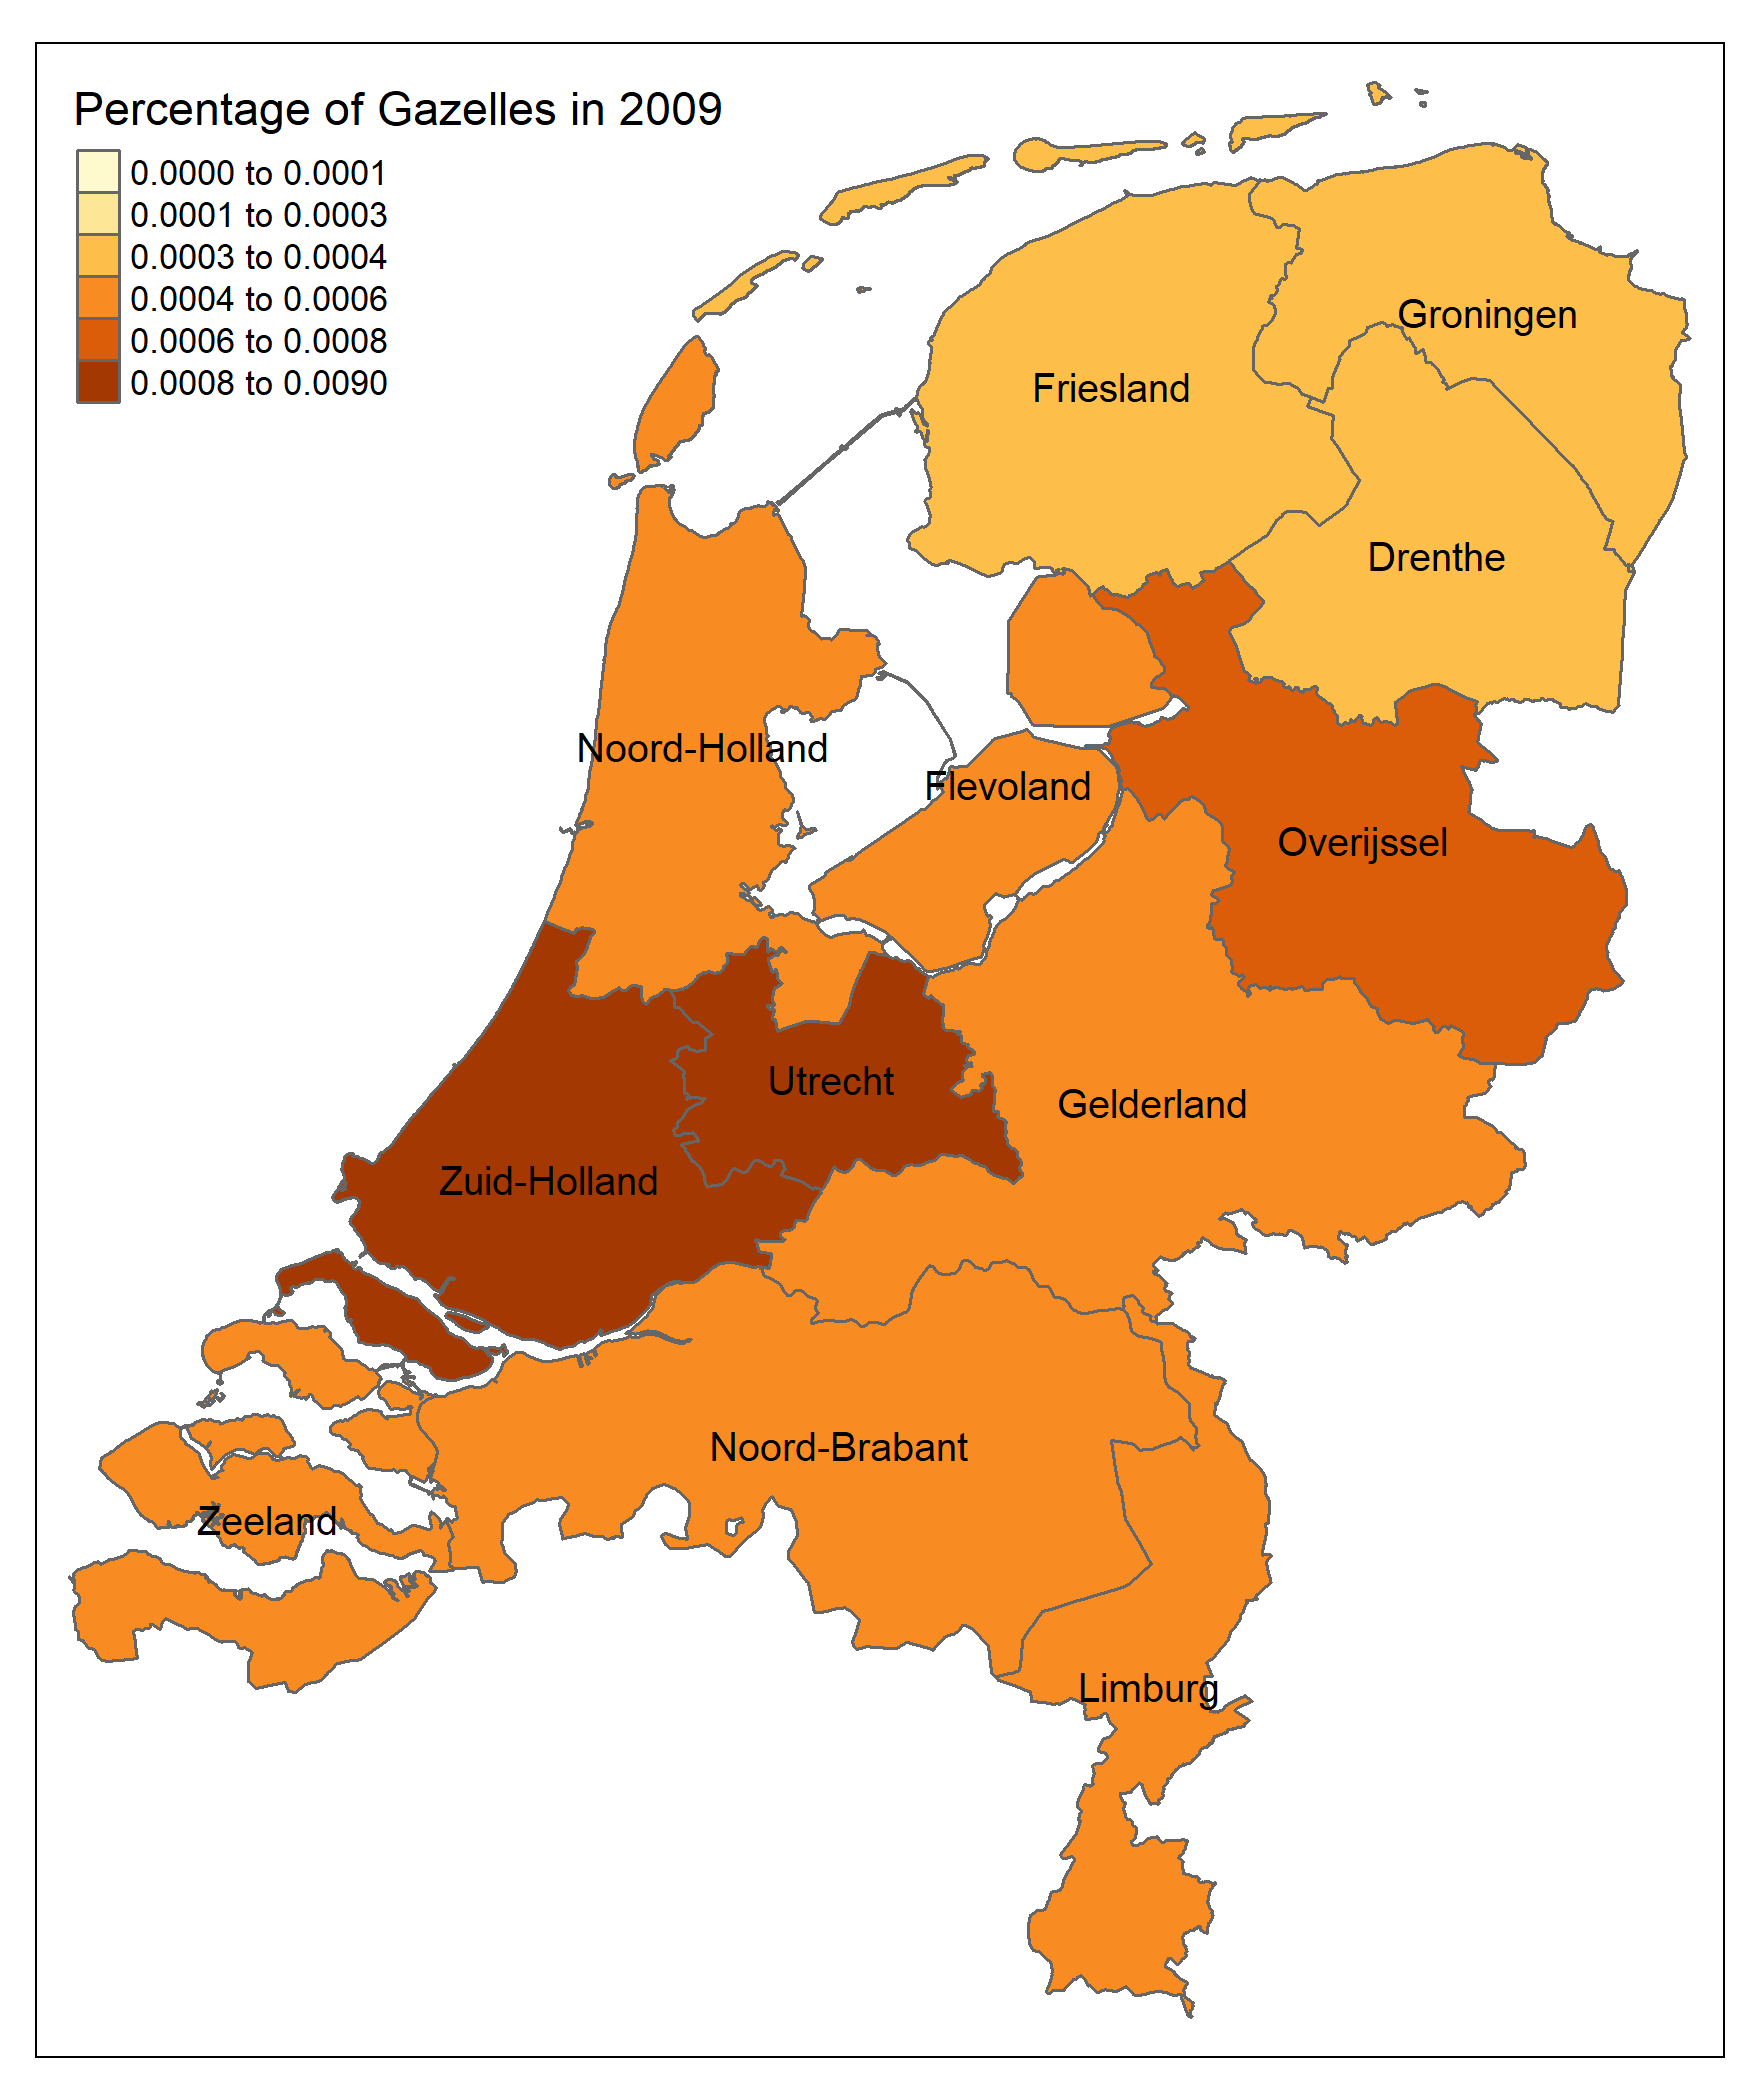 Percentage of Gazelles in 2009
0.0000 to 0.0001
0.0001 to 0.0003
0.0003 to 0.0004
0.0004 to 0.0006
0.0006 to 0.0008
0.0008 to 0.0090
Groningen
Friesland
Drenthe
Noord-Holland
Flevoland
Overijssel
Utrecht
Gelderland
Zuid-Holland
Noord-Brabant
Zeeland
Limburg